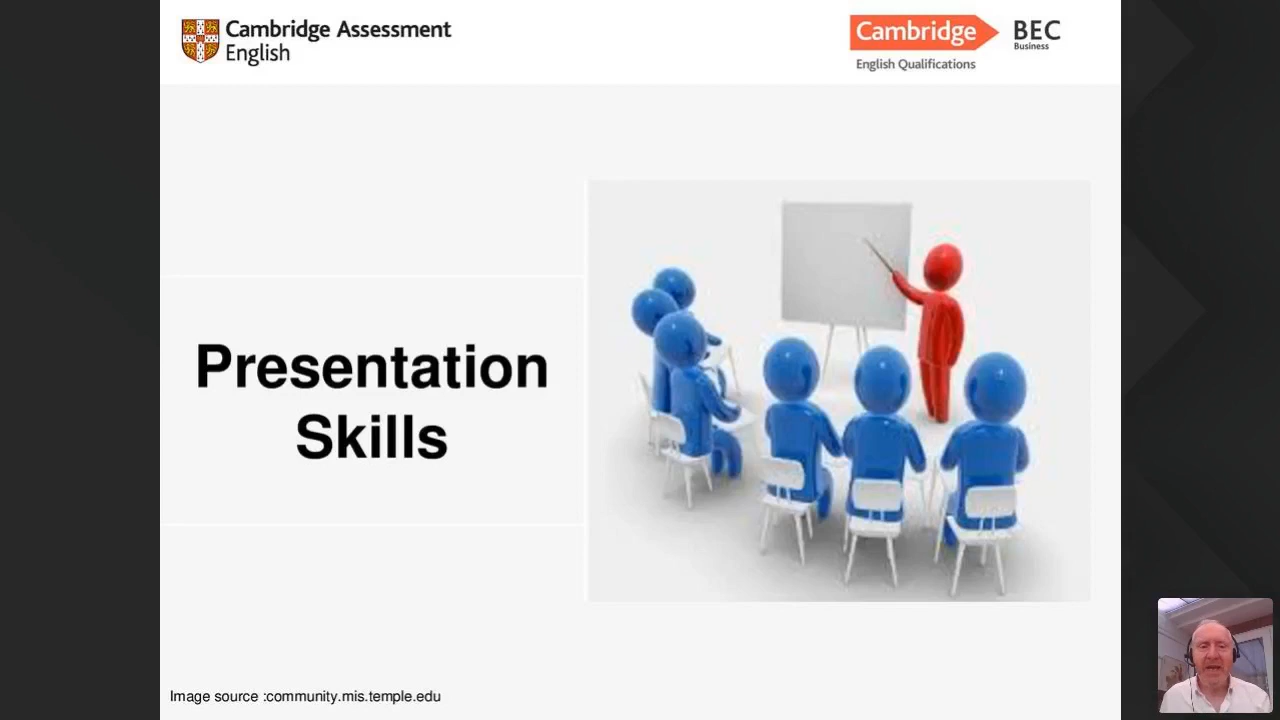 Cambridge Assessment
English
Cambridge
English Qualifications
BEC
Business
Presentation
Skills
Image source :community.mis.temple.edu